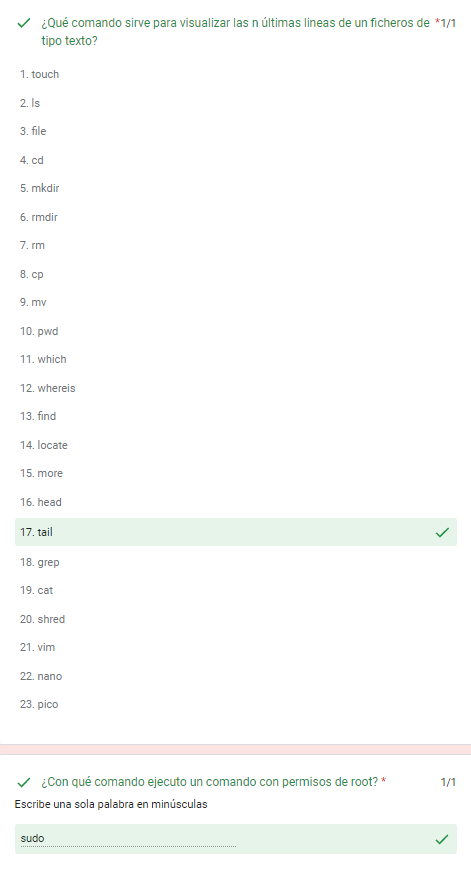 ¿Qué comando sirve para visualizar las n últimas lineas de un ficheros de * 1/1
tipo texto?
1. touch
2. ls
3. file
4. cd
5. mkdir
6. rmdir
7. rm
8. cp
9. mv
10. pwd
11. which
12. whereis
13. find
14. locate
15. more
16. head
17. tail
18. grep
19. cat
20. shred
21. vim
22. nano
23. pico
¿Con qué comando ejecuto un comando con permisos de root? * 1/1
Escribe una sola palabra en minúsculas
sudo